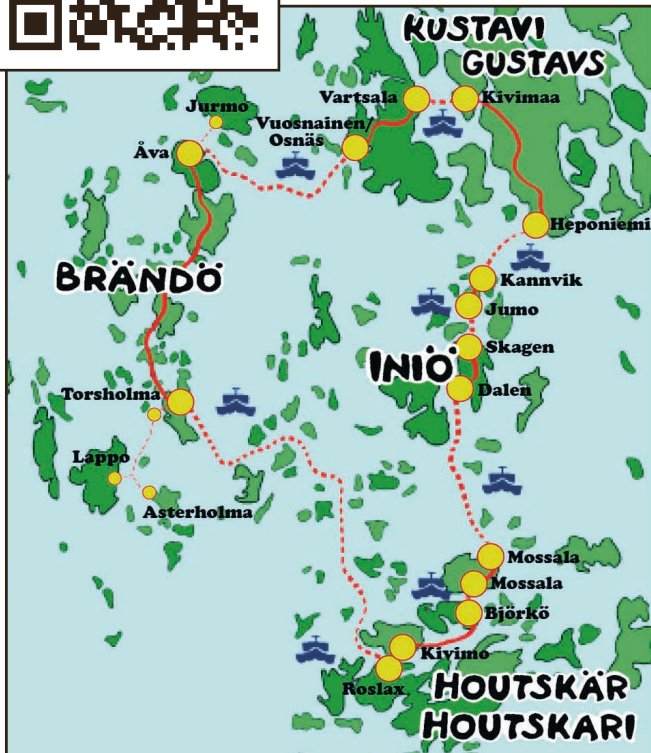 KUSTAVI
GUSTAVS
Vartsala
Kivimaa
Jurmo
Vuosnainen/
Osnäs
Åva
Heponiemi
BRÄNDÖ
Kannvik
Jumo
Skagen
INIÖ
Dalen
Torsholma
Lappo
Asterholma
Mossala
Mossala
Björkö
Kivimo
Roslax
HOUTSKÄR
HOUTSKARI